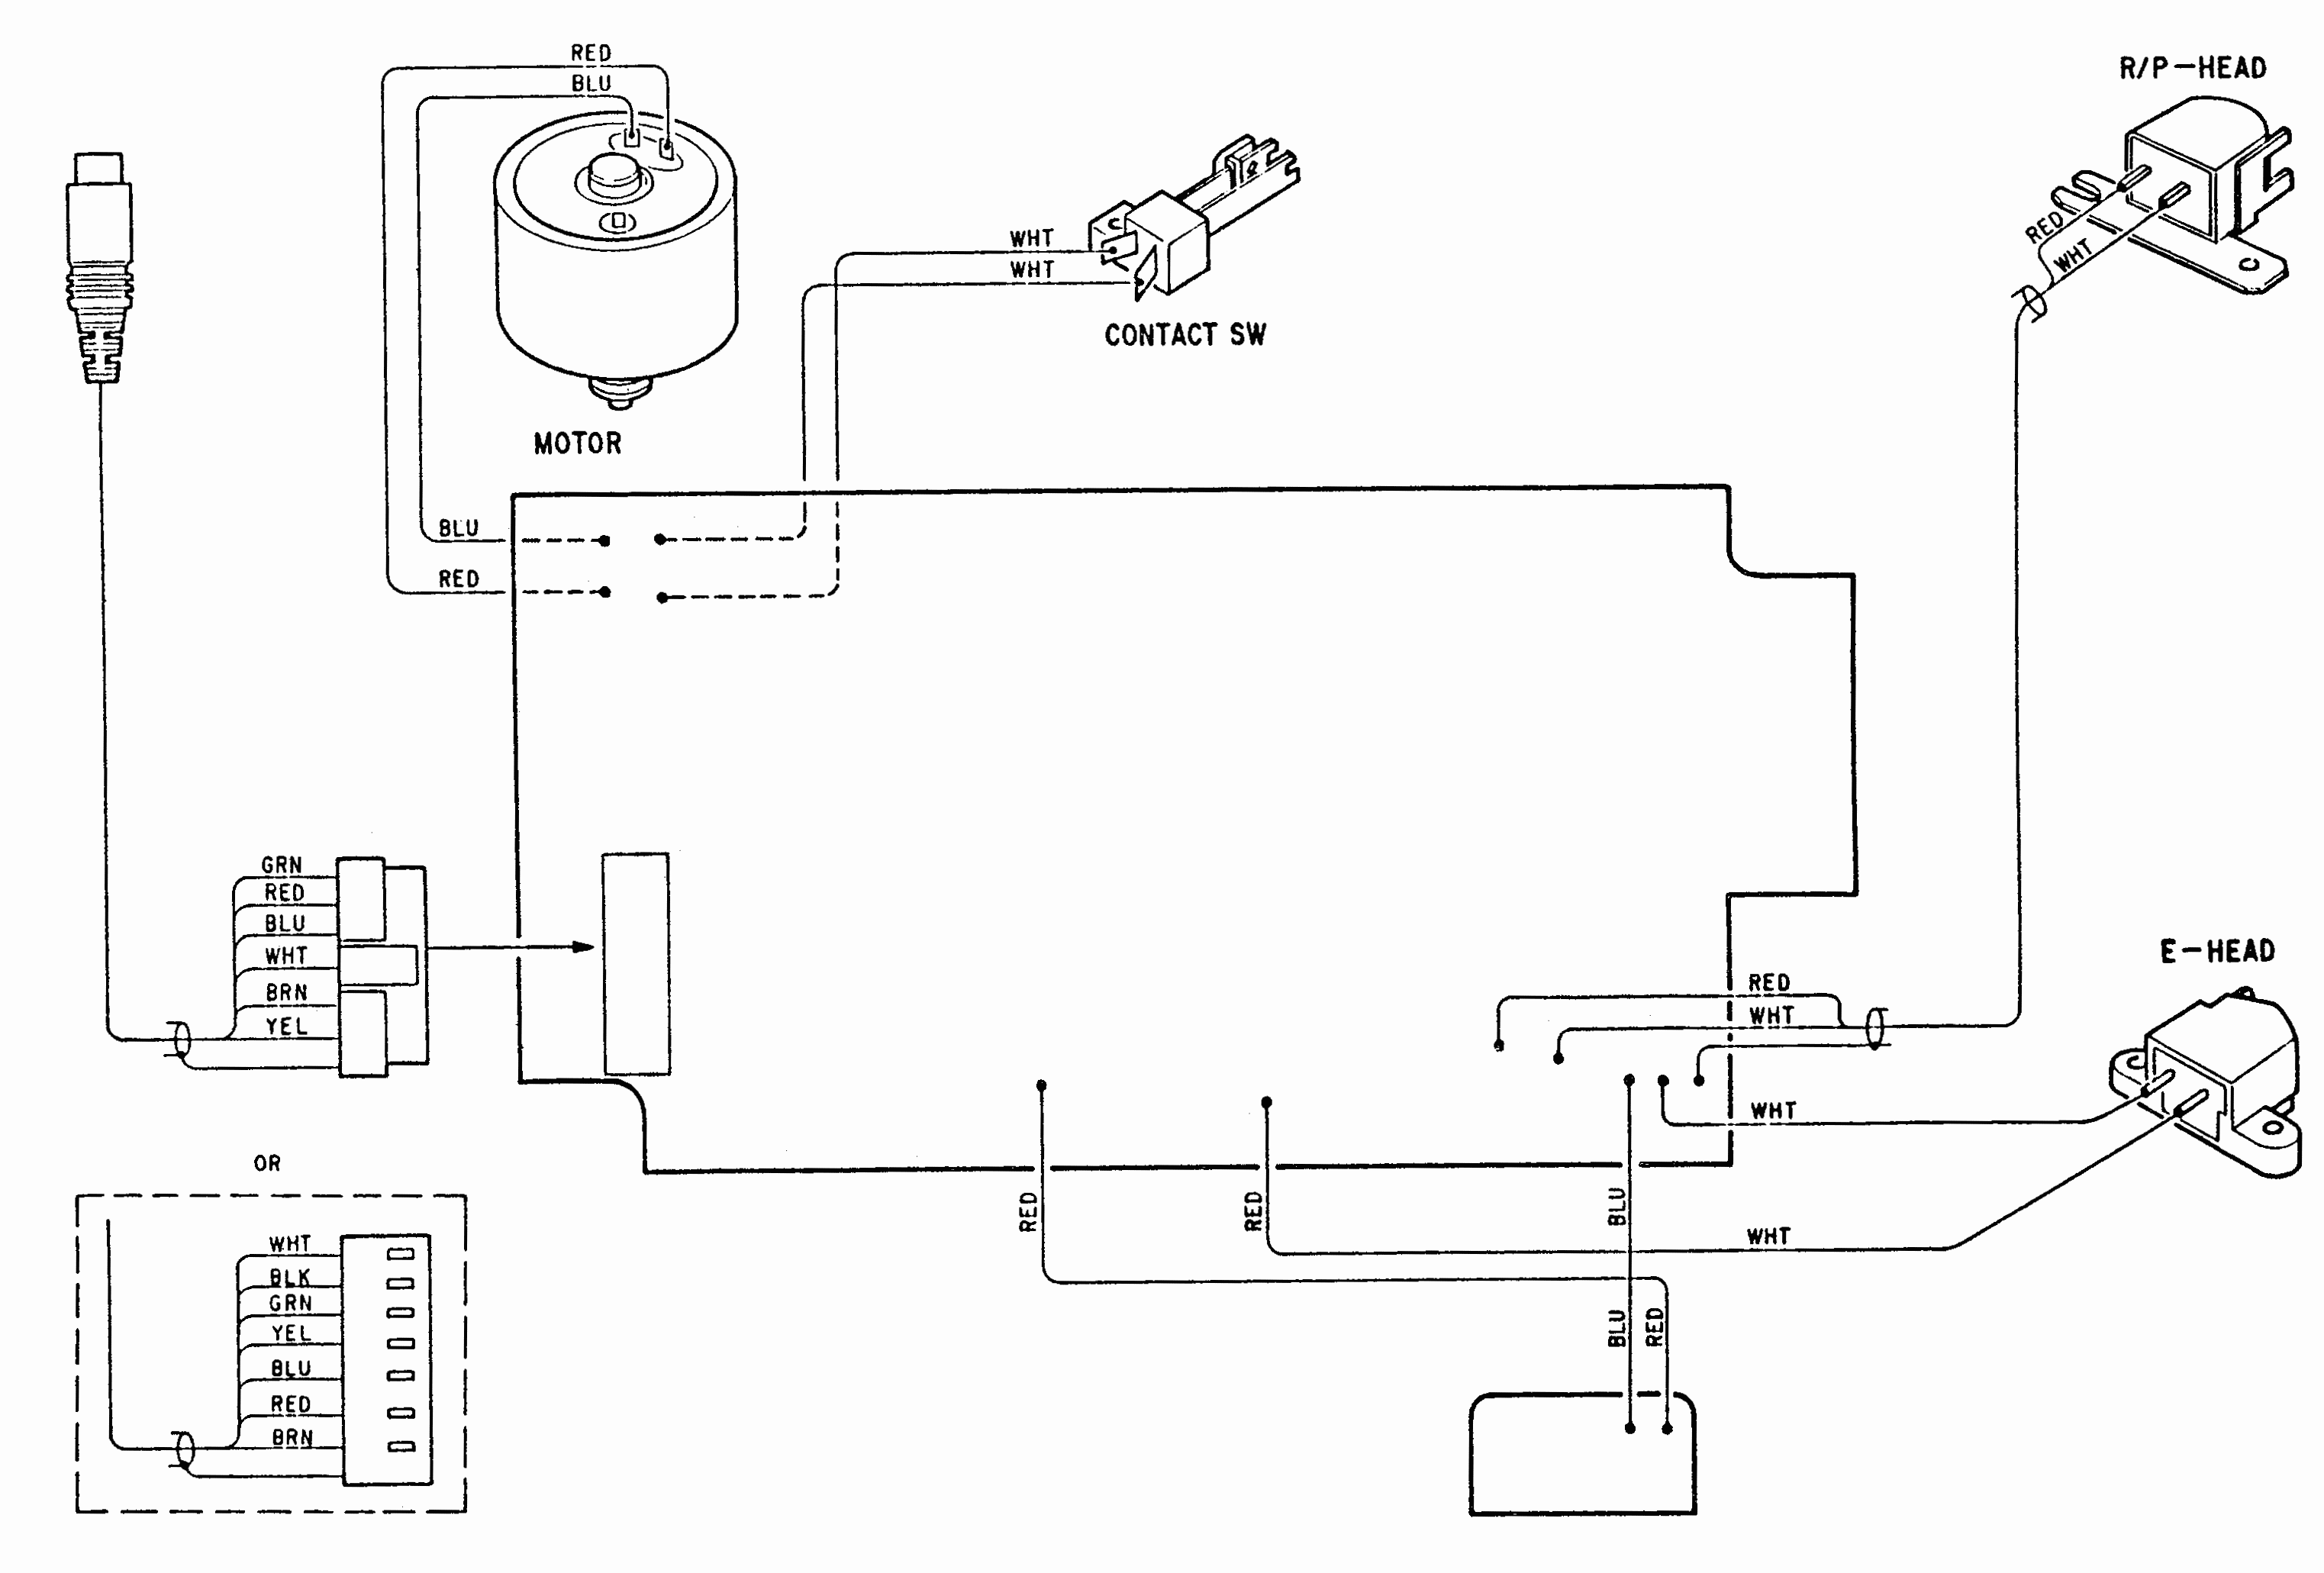 RED
BLU
R/P-HEAD
WHT
WHT
RED
WHT
CONTACT SW
MOTOR
BLU
RED
GRN
RED
BLU
WHT
BRN
YEL
E-HEAD
RED
WHT
WHT
OR
RED
RED
BLU
WHT
WHT
BLK
GRN
YEL
BLU
RED
BRN
BLU
RED